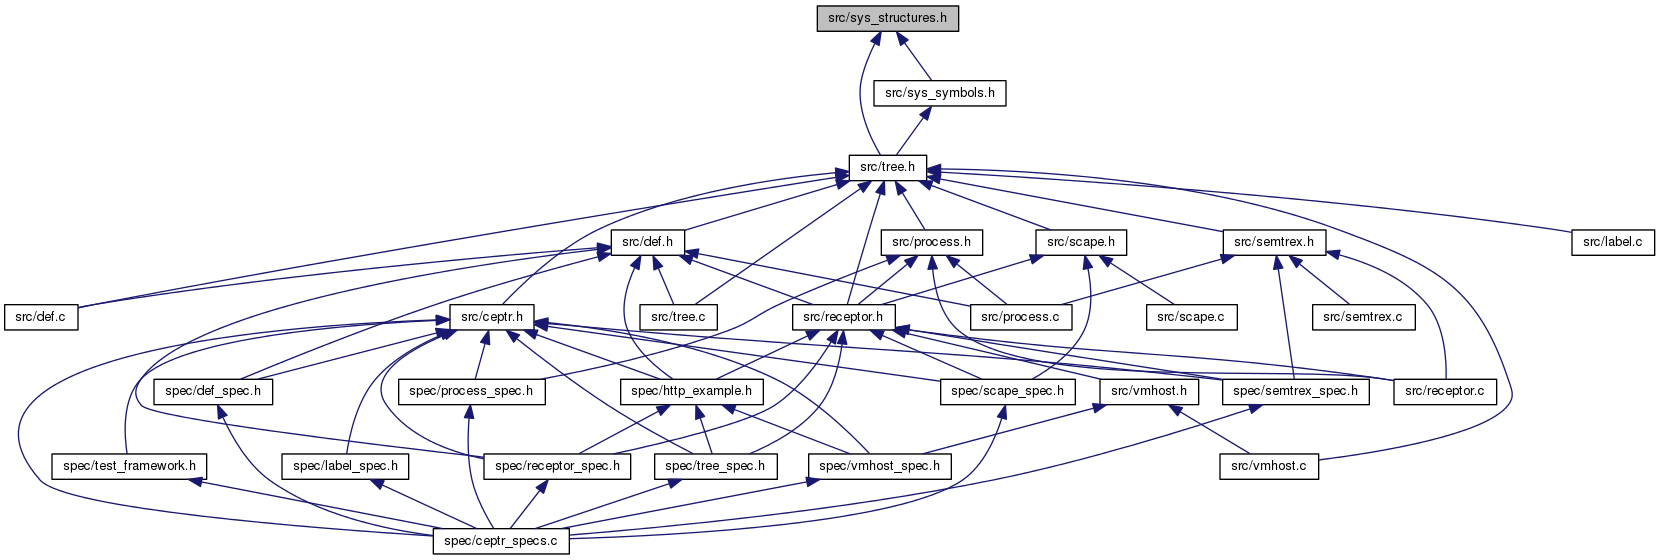 src/sys_structures.h
src/sys_symbols.h
src/tree.h
src/def.h
src/process.h
src/scape.h
src/semtrex.h
src/label.c
src/def.c
src/ceptr.h
src/tree.c
src/receptor.h
src/process.c
src/scape.c
src/semtrex.c
spec/def_spec.h
spec/process_spec.h
spec/http_example.h
spec/scape_spec.h
src/vmhost.h
spec/semtrex_spec.h
src/receptor.c
spec/test_framework.h
spec/label_spec.h
spec/receptor_spec.h
spec/tree_spec.h
spec/vmhost_spec.h
src/vmhost.c
spec/ceptr_specs.c